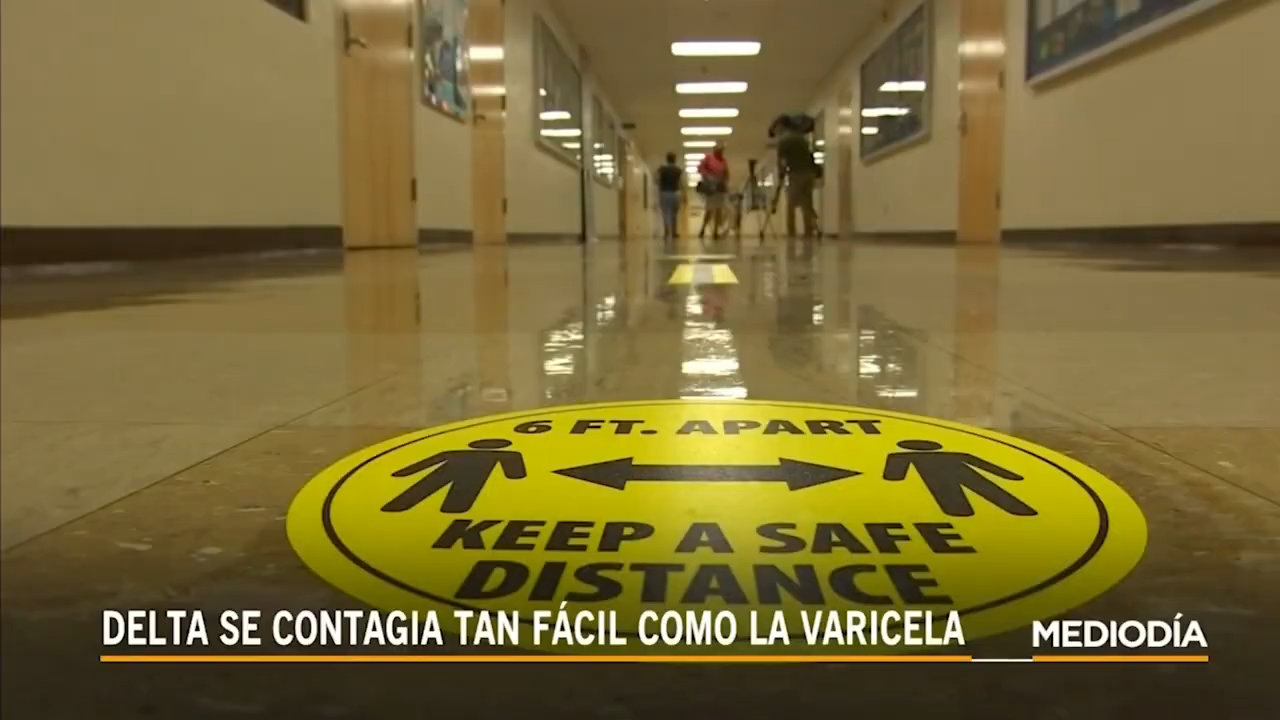 6 FT. APART
KEEP A SAFE
DISTANCE
DELTA SE CONTAGIA TAN FÁCIL COMO LA VARICELA
MEDIODÍA